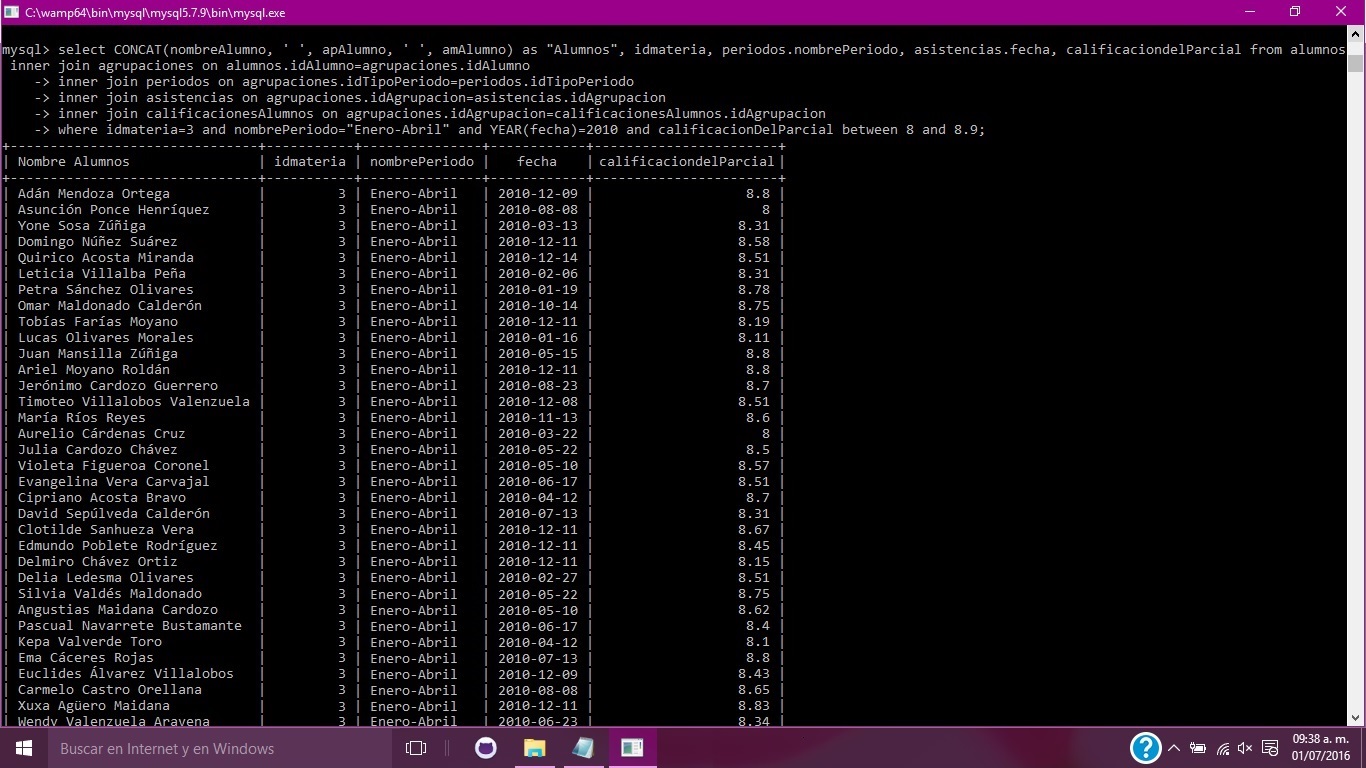 C:\wamp64\bin\mysql\mysql5.7.9\bin\mysql.exe
mysql> select CONCAT(nombreAlumno, ' ', apAlumno, ' ', amAlumno) as "Alumnos", idmateria, periodos.nombrePeriodo, asistencias.fecha, calificaciondelParcial from alumnos
inner join agrupaciones on alumnos.idAlumno=agrupaciones.idAlumno
-> inner join periodos on agrupaciones.idTipoPeriodo=periodos.idTipoPeriodo
-> inner join asistencias on agrupaciones.idAgrupacion=asistencias.idAgrupacion
-> inner join calificacionesAlumnos on agrupaciones.idAgrupacion=calificacionesAlumnos.idAgrupacion
-> where idmateria=3 and nombrePeriodo="Enero-Abril" and YEAR(fecha)=2010 and calificacionDelParcial between 8 and 8.9;
| Nombre Alumnos | idmateria | nombrePeriodo | fecha | calificaciondelParcial |
| Adán Mendoza Ortega | 3 | Enero-Abril | 2010-12-09 | 8.8 |
| Asunción Ponce Henríquez | 3 | Enero-Abril | 2010-08-08 | 8 |
| Yone Sosa Zúñiga | 3 | Enero-Abril | 2010-03-13 | 8.31 |
| Domingo Núñez Suárez | 3 | Enero-Abril | 2010-12-11 | 8.58 |
| Quirico Acosta Miranda | 3 | Enero-Abril | 2010-12-14 | 8.51 |
| Leticia Villalba Peña | 3 | Enero-Abril | 2010-02-06 | 8.31 |
| Petra Sánchez Olivares | 3 | Enero-Abril | 2010-01-19 | 8.78 |
| Omar Maldonado Calderón | 3 | Enero-Abril | 2010-10-14 | 8.75 |
| Tobías Farías Moyano | 3 | Enero-Abril | 2010-12-11 | 8.19 |
| Lucas Olivares Morales | 3 | Enero-Abril | 2010-01-16 | 8.11 |
| Juan Mansilla Zúñiga | 3 | Enero-Abril | 2010-05-15 | 8.8 |
| Ariel Moyano Roldán | 3 | Enero-Abril | 2010-12-11 | 8.8 |
| Jerónimo Cardozo Guerrero | 3 | Enero-Abril | 2010-08-23 | 8.7 |
| Timoteo Villalobos Valenzuela | 3 | Enero-Abril | 2010-12-08 | 8.51 |
| María Ríos Reyes | 3 | Enero-Abril | 2010-11-13 | 8.6 |
| Aurelio Cárdenas Cruz | 3 | Enero-Abril | 2010-03-22 | 8 |
| Julia Cardozo Chávez | 3 | Enero-Abril | 2010-05-22 | 8.5 |
| Violeta Figueroa Coronel | 3 | Enero-Abril | 2010-05-10 | 8.57 |
| Evangelina Vera Carvajal | 3 | Enero-Abril | 2010-06-17 | 8.51 |
| Cipriano Acosta Bravo | 3 | Enero-Abril | 2010-04-12 | 8.7 |
| David Sepúlveda Calderón | 3 | Enero-Abril | 2010-07-13 | 8.31 |
| Clotilde Sanhueza Vera | 3 | Enero-Abril | 2010-12-11 | 8.67 |
| Edmundo Poblete Rodríguez | 3 | Enero-Abril | 2010-12-11 | 8.45 |
| Delmiro Chávez Ortiz | 3 | Enero-Abril | 2010-12-11 | 8.15 |
| Delia Ledesma Olivares | 3 | Enero-Abril | 2010-02-27 | 8.51 |
| Silvia Valdés Maldonado | 3 | Enero-Abril | 2010-05-22 | 8.75 |
| Angustias Maidana Cardozo | 3 | Enero-Abril | 2010-05-10 | 8.62 |
| Pascual Navarrete Bustamante | 3 | Enero-Abril | 2010-06-17 | 8.4 |
| Kepa Valverde Toro | 3 | Enero-Abril | 2010-04-12 | 8.1 |
| Ema Cáceres Rojas | 3 | Enero-Abril | 2010-07-13 | 8.8 |
| Euclides Álvarez Villalobos | 3 | Enero-Abril | 2010-12-09 | 8.43 |
| Carmelo Castro Orellana | 3 | Enero-Abril | 2010-08-08 | 8.65 |
| Xuxa Agüero Maidana | 3 | Enero-Abril | 2010-12-11 | 8.83 |
| Wendy Valenzuela Aravena | 3 | Enero-Abril | 2010-06-23 | 8.34 |
Buscar en Internet y en Windows
09:38 a. m.
01/07/2016